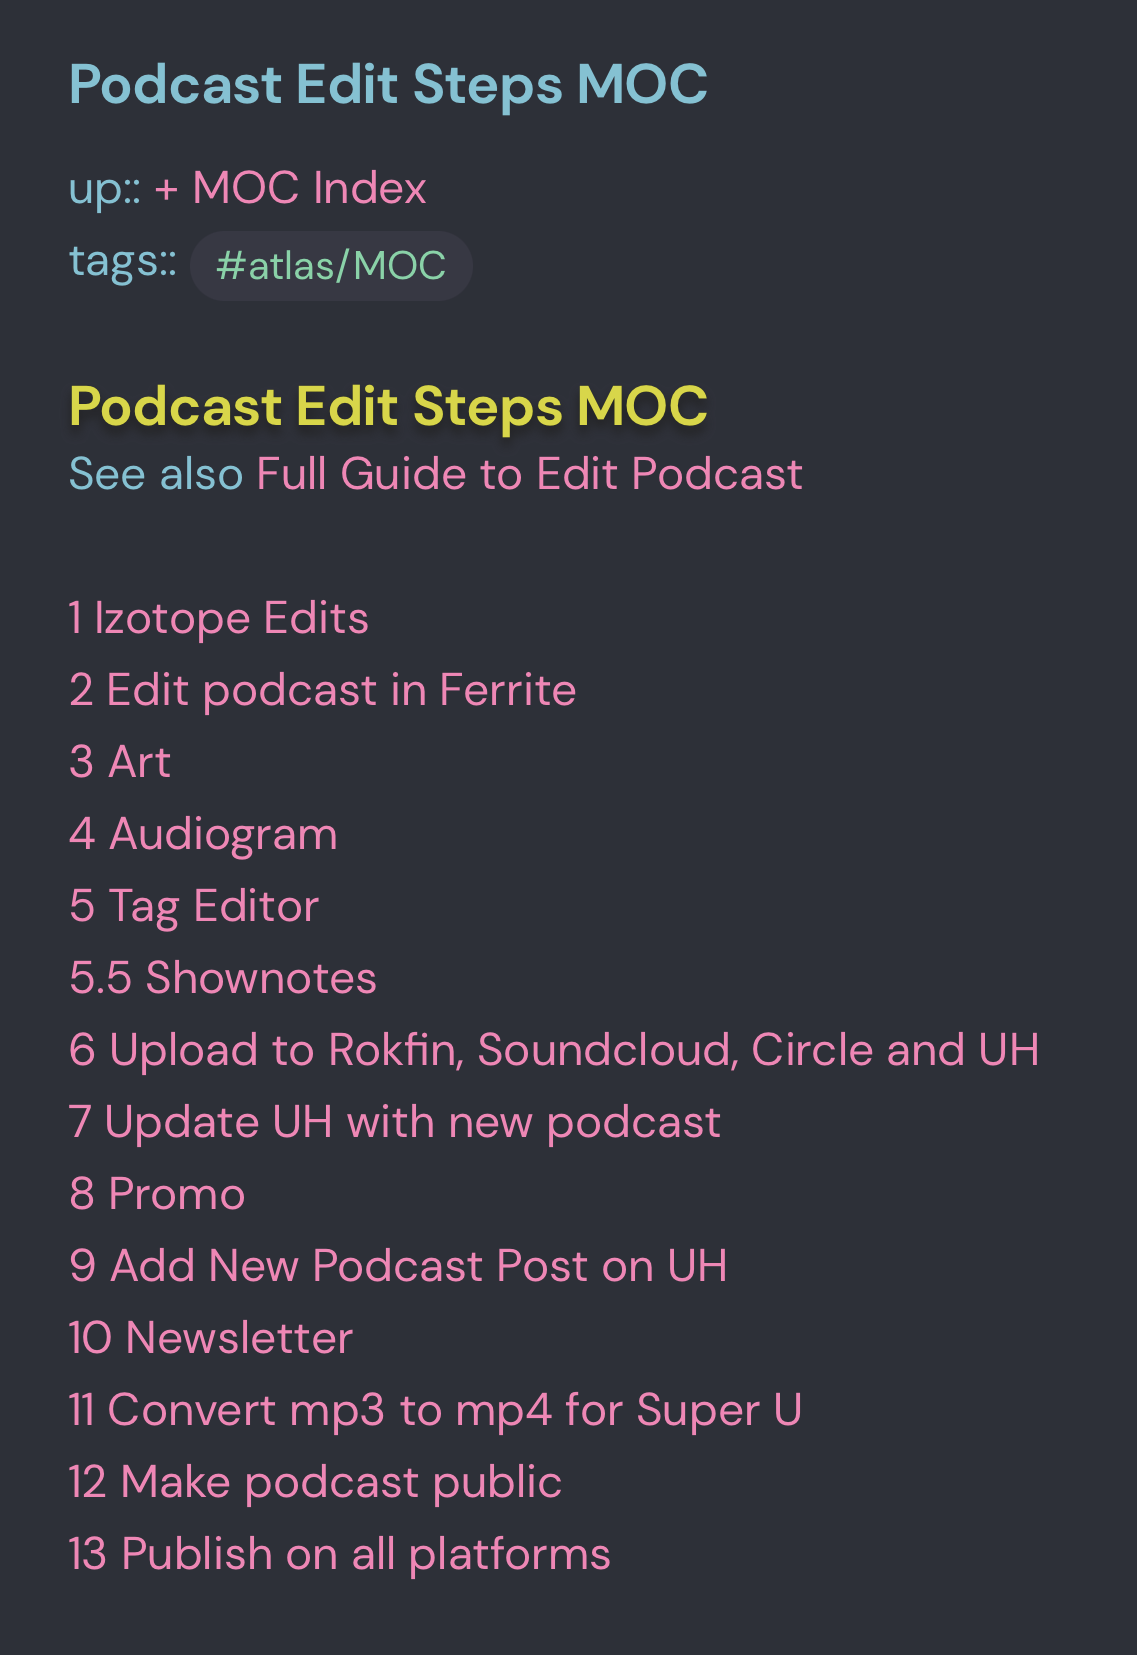 Podcast Edit Steps MOC
up:: + MOC Index
tags:: #atlas/MOC
Podcast Edit Steps MOC
See also Full Guide to Edit Podcast
1 Izotope Edits
2 Edit podcast in Ferrite
3 Art
4 Audiogram
5 Tag Editor
5.5 Shownotes
6 Upload to Rokfin, Soundcloud, Circle and UH
7 Update UH with new podcast
8 Promo
9 Add New Podcast Post on UH
10 Newsletter
11 Convert mp3 to mp4 for Super U
12 Make podcast public
13 Publish on all platforms